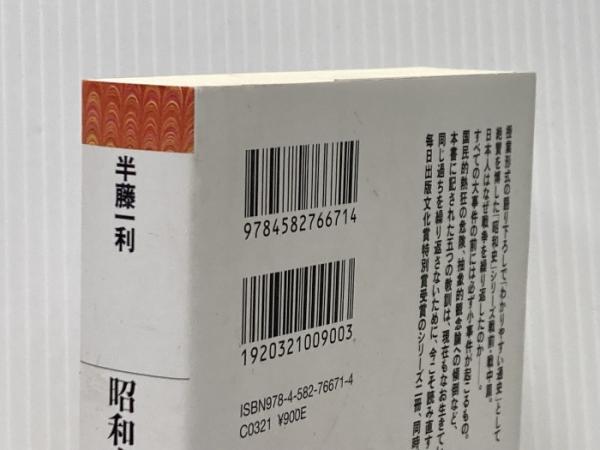 半藤一利
昭和
9784582766714
1920321009003
ISBN978-4-582-76671-4
C0321 ¥900E
授業形式の語り下ろしで「わかりやすい通史」として
絶賛を博した「昭和史」シリーズ戦前・戦中篇。
日本人はなぜ戦争を繰り返したのか——。
すべての大事件の前には必ず小事件が起こるもの。
国民的熱狂の危険、抽象的観念論への傾倒など、
本書に記された五つの教訓は、現在もなお生きてい
同じ過ちを繰り返さないために、今こそ読み直す
毎日出版文化賞特別賞受賞のシリーズ一冊、同時